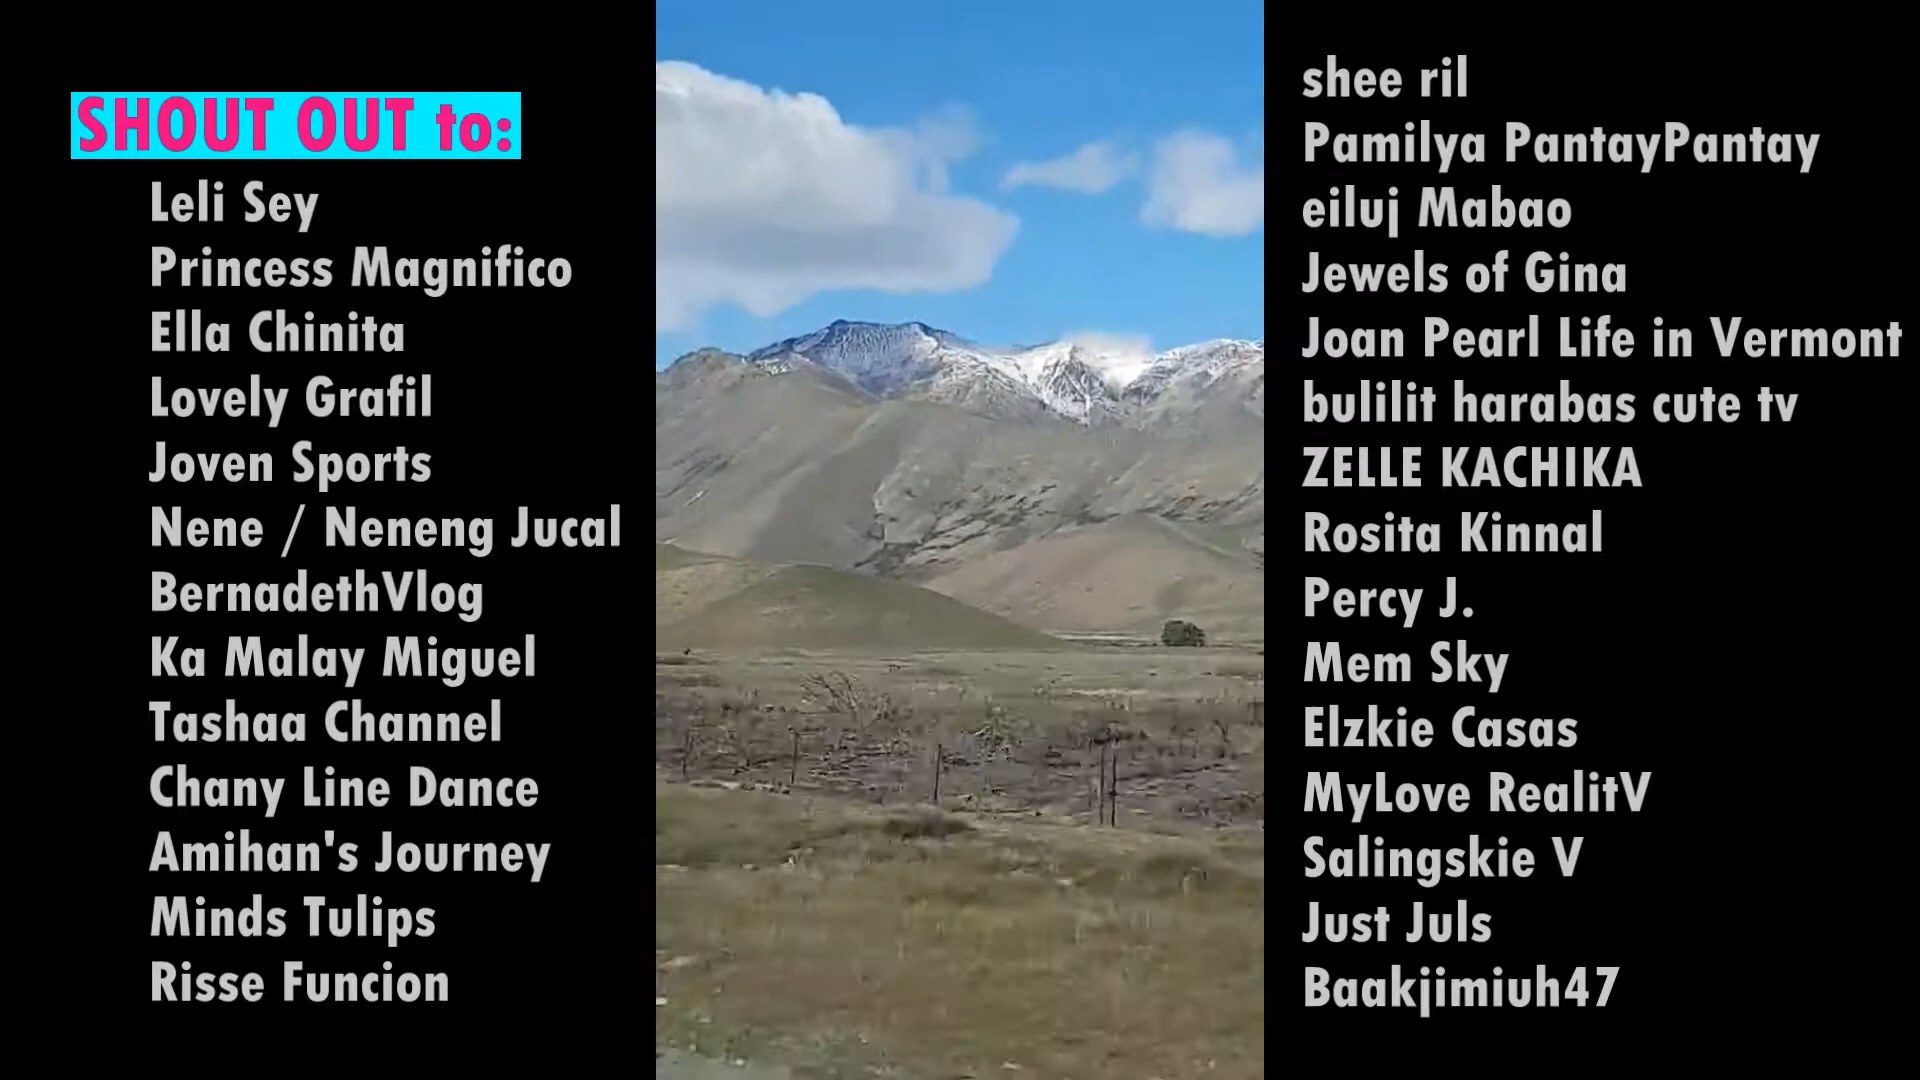 SHOUT OUT to:
Leli Sey
Princess Magnifico
Ella Chinita
Lovely Grafil
Joven Sports
Nene / Neneng Jucal
BernadethVlog
Ka Malay Miguel
Tashaa Channel
Chany Line Dance
Amihan's Journey
Minds Tulips
Risse Funcion
shee ril
Pamilya PantayPantay
eiluj Mabao
Jewels of Gina
Joan Pearl Life in Vermont
bulilit harabas cute tv
ZELLE KACHIKA
Rosita Kinnal
Percy J.
Mem Sky
Elzkie Casas
MyLove RealitV
Salingskie V
Just Juls
Baakjimiuh47